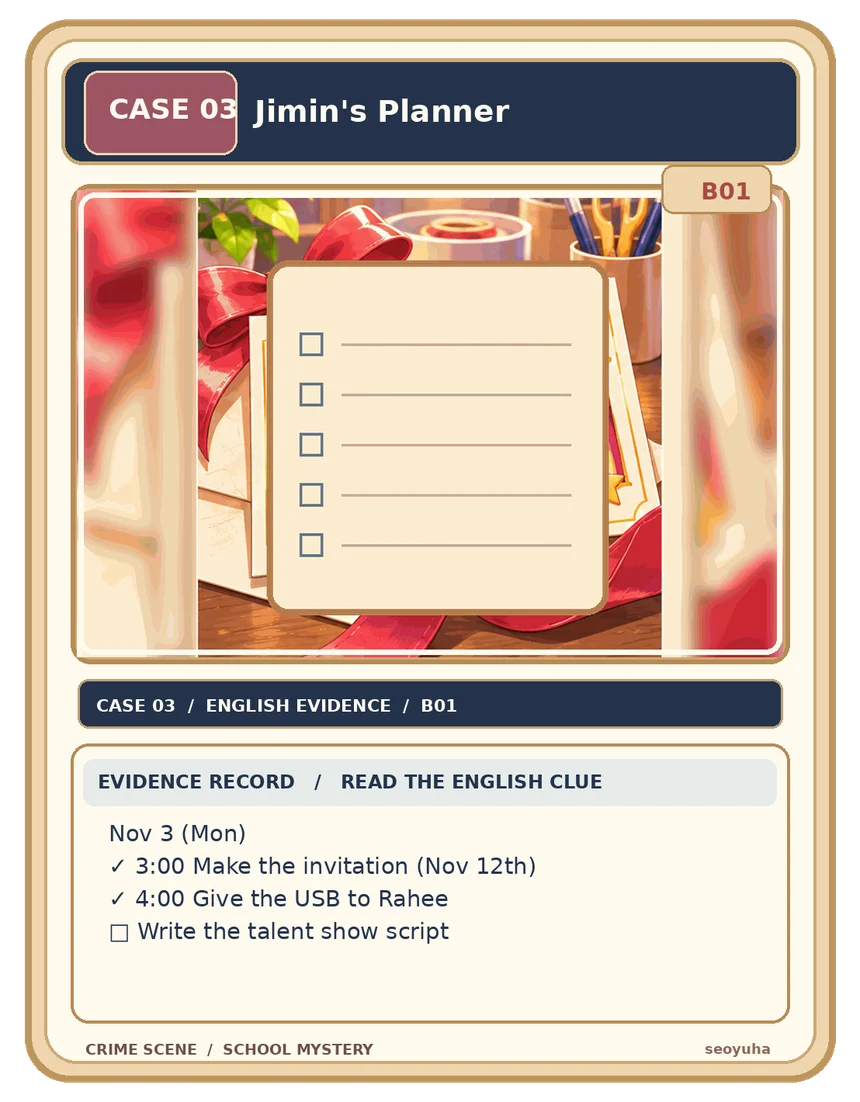 CASE 03 Jimin's Planner
B01
CASE 03 / ENGLISH EVIDENCE / B01
EVIDENCE RECORD / READ THE ENGLISH CLUE
Nov 3 (Mon)
✓ 3:00 Make the invitation (Nov 12th)
✓ 4:00 Give the USB to Rahee
□ Write the talent show script
CRIME SCENE / SCHOOL MYSTERY seoyuha